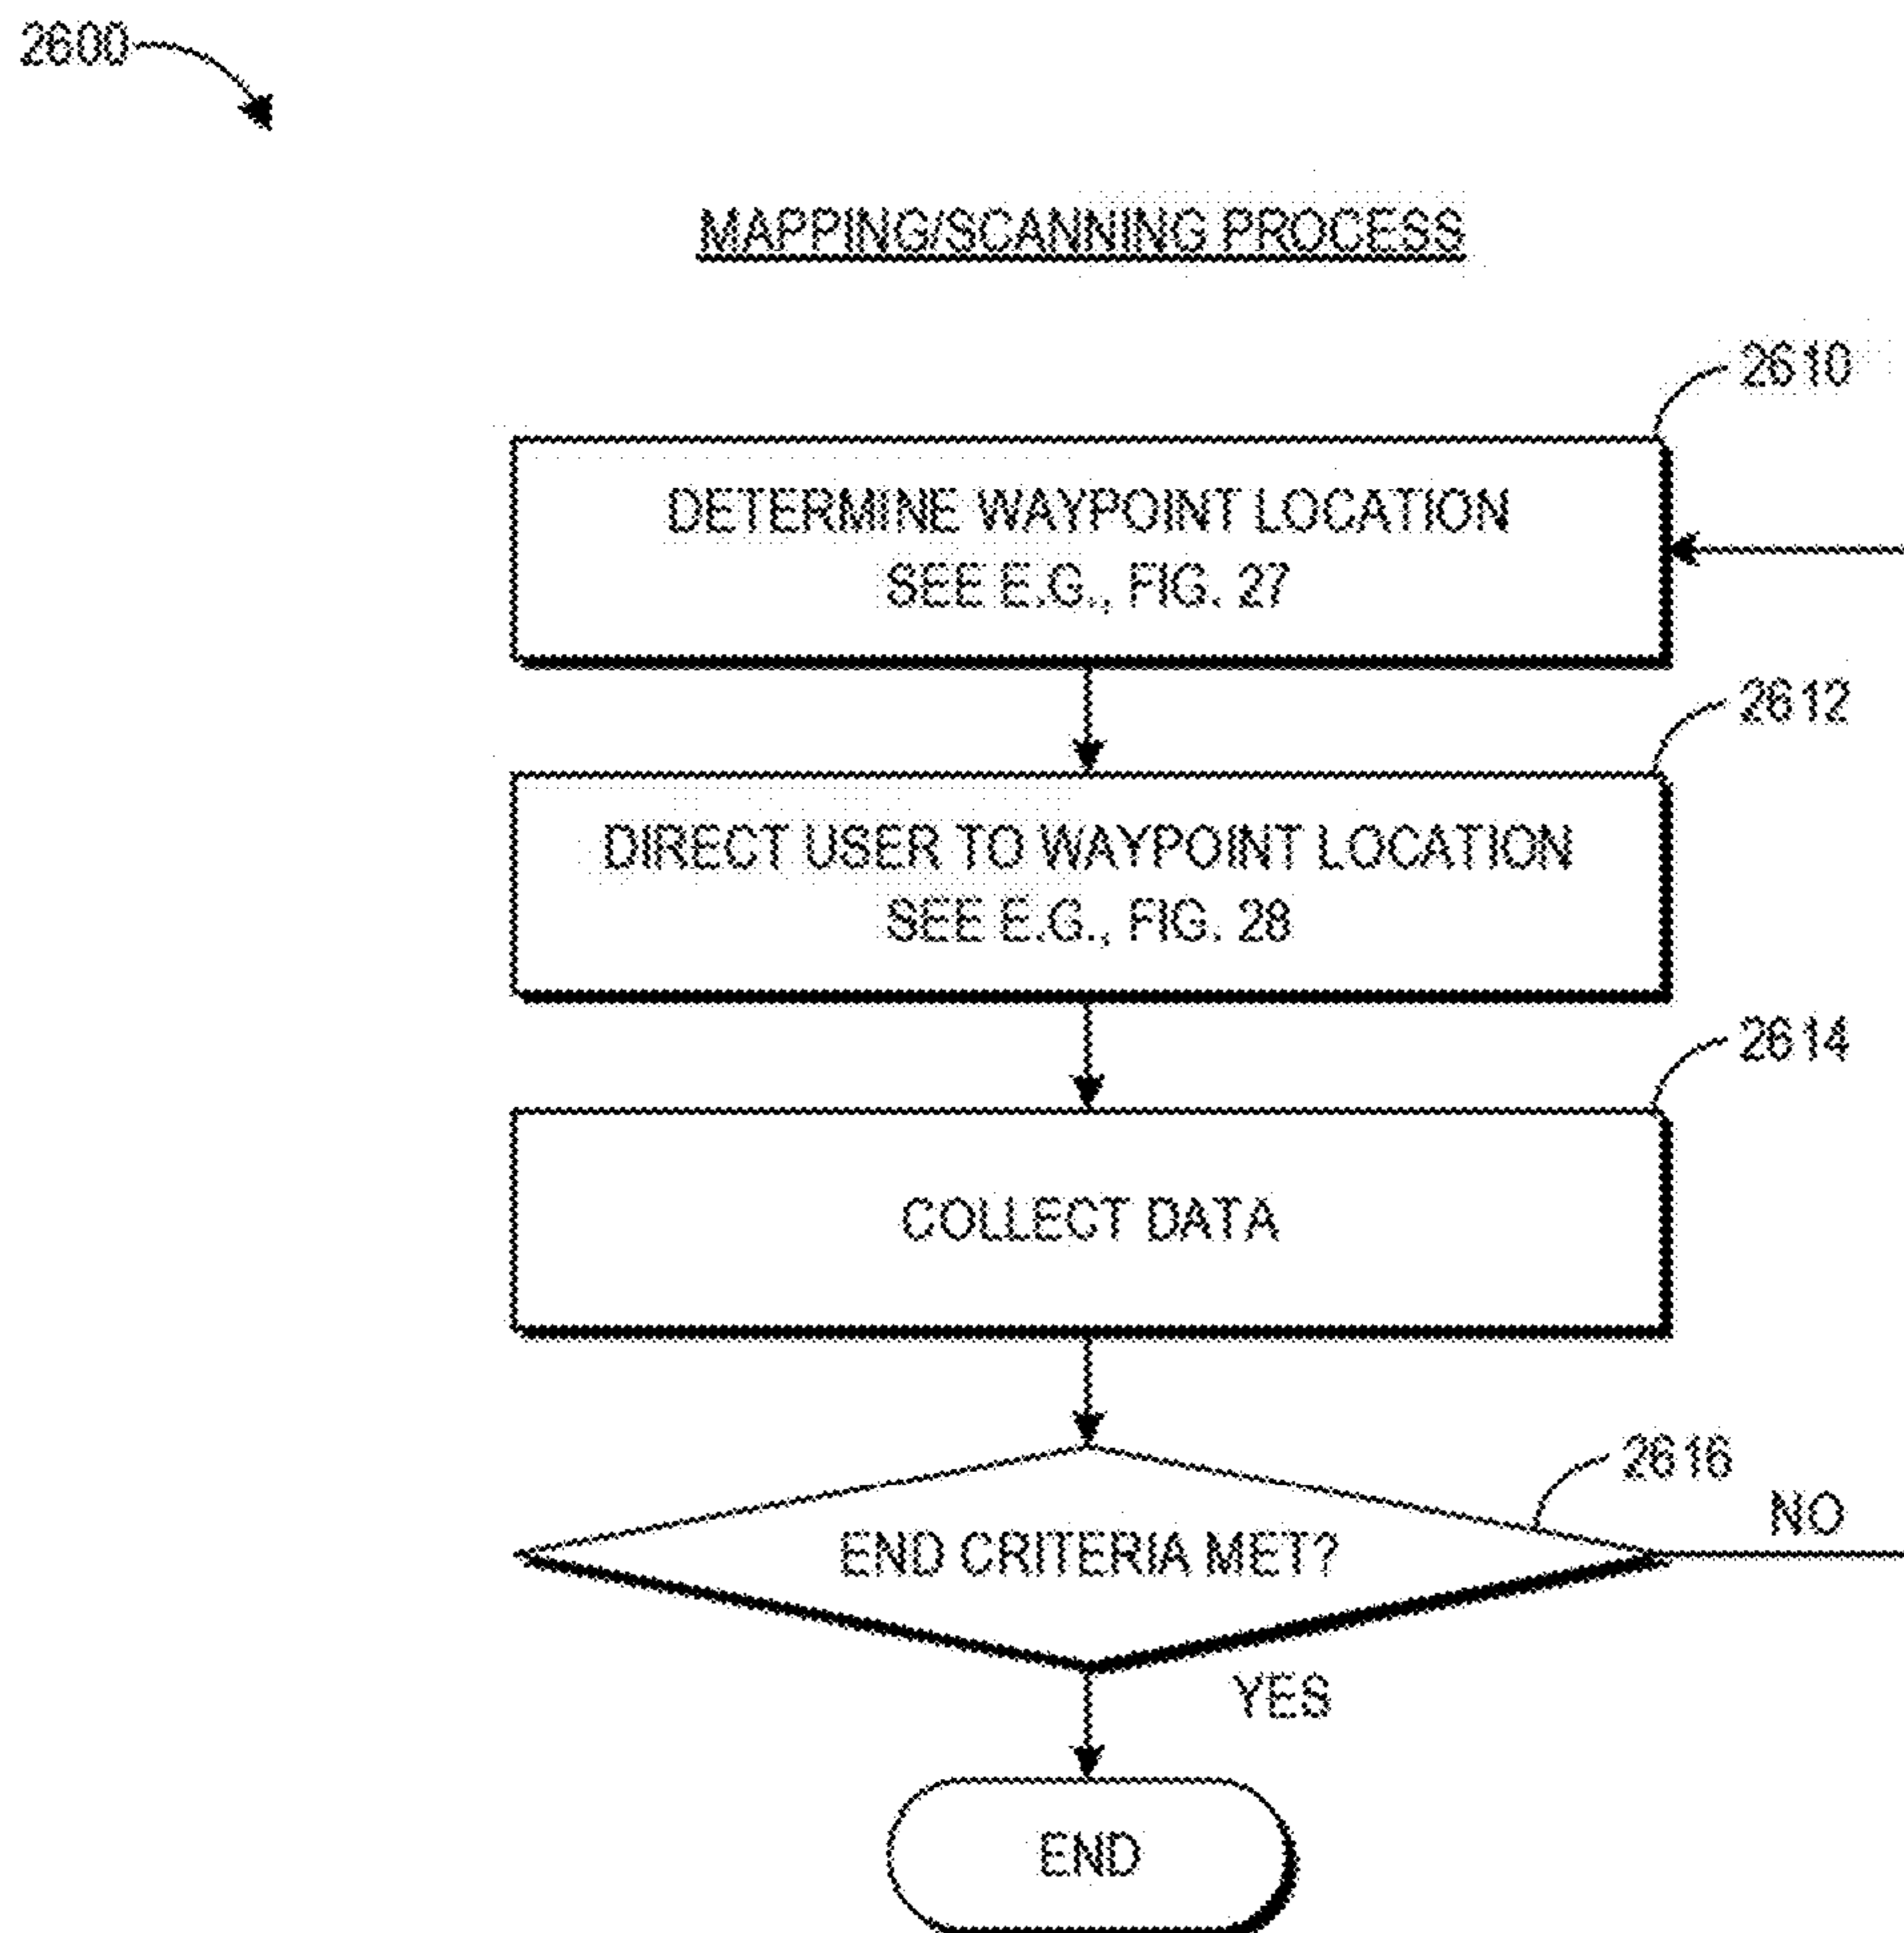 2600
MAPPING/SCANNING PROCESS
2610
DETERMINE WAYPOINT LOCATION
SEE E.G., FIG. 27
2612
DIRECT USER TO WAYPOINT LOCATION
SEE E.G., FIG. 28
2614
COLLECT DATA
2616
END CRITERIA MET?
NO
YES
END